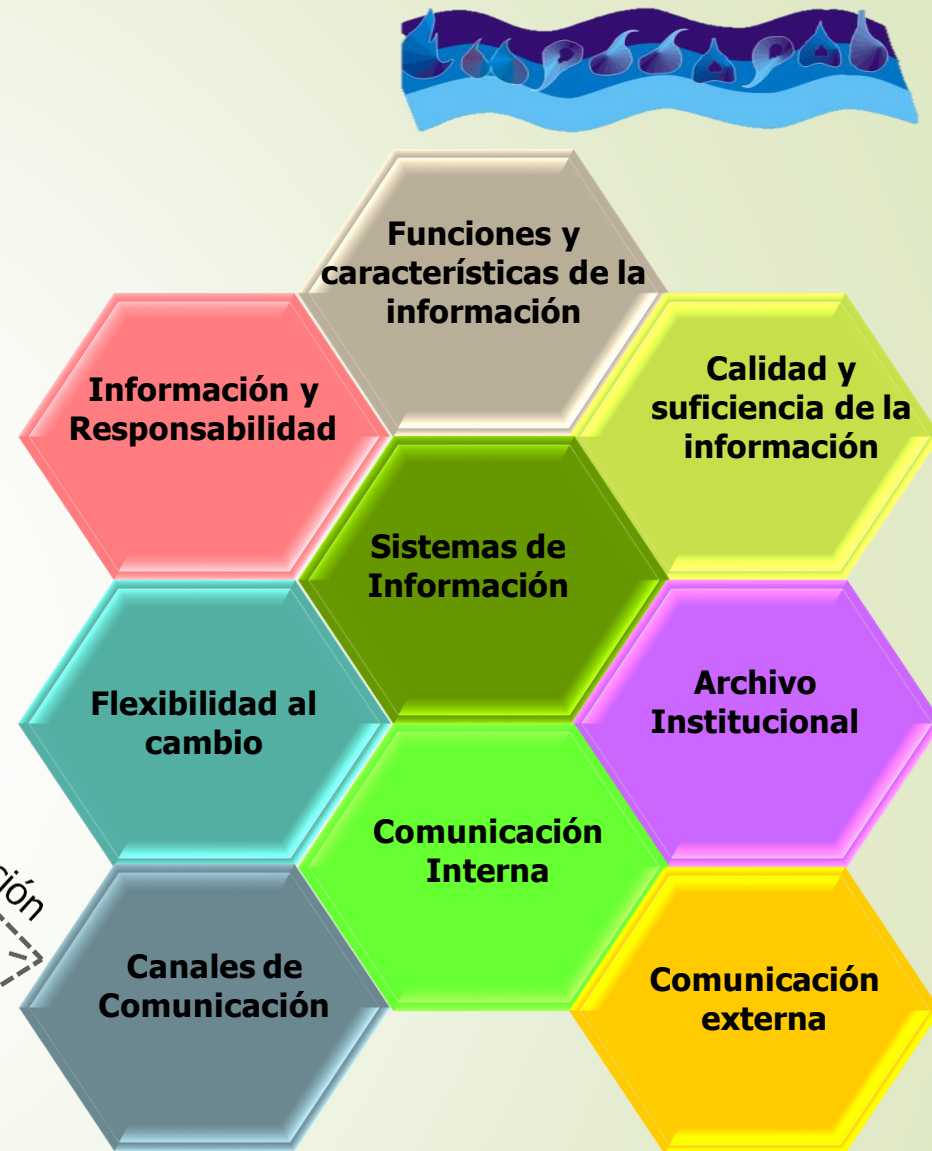 Funciones y
características de la
información
Información y
Responsabilidad
Calidad y
suficiencia de la
información
Sistemas de
Información
Flexibilidad al
cambio
Archivo
Institucional
Comunicación
Interna
Canales de
Comunicación
Comunicación
externa